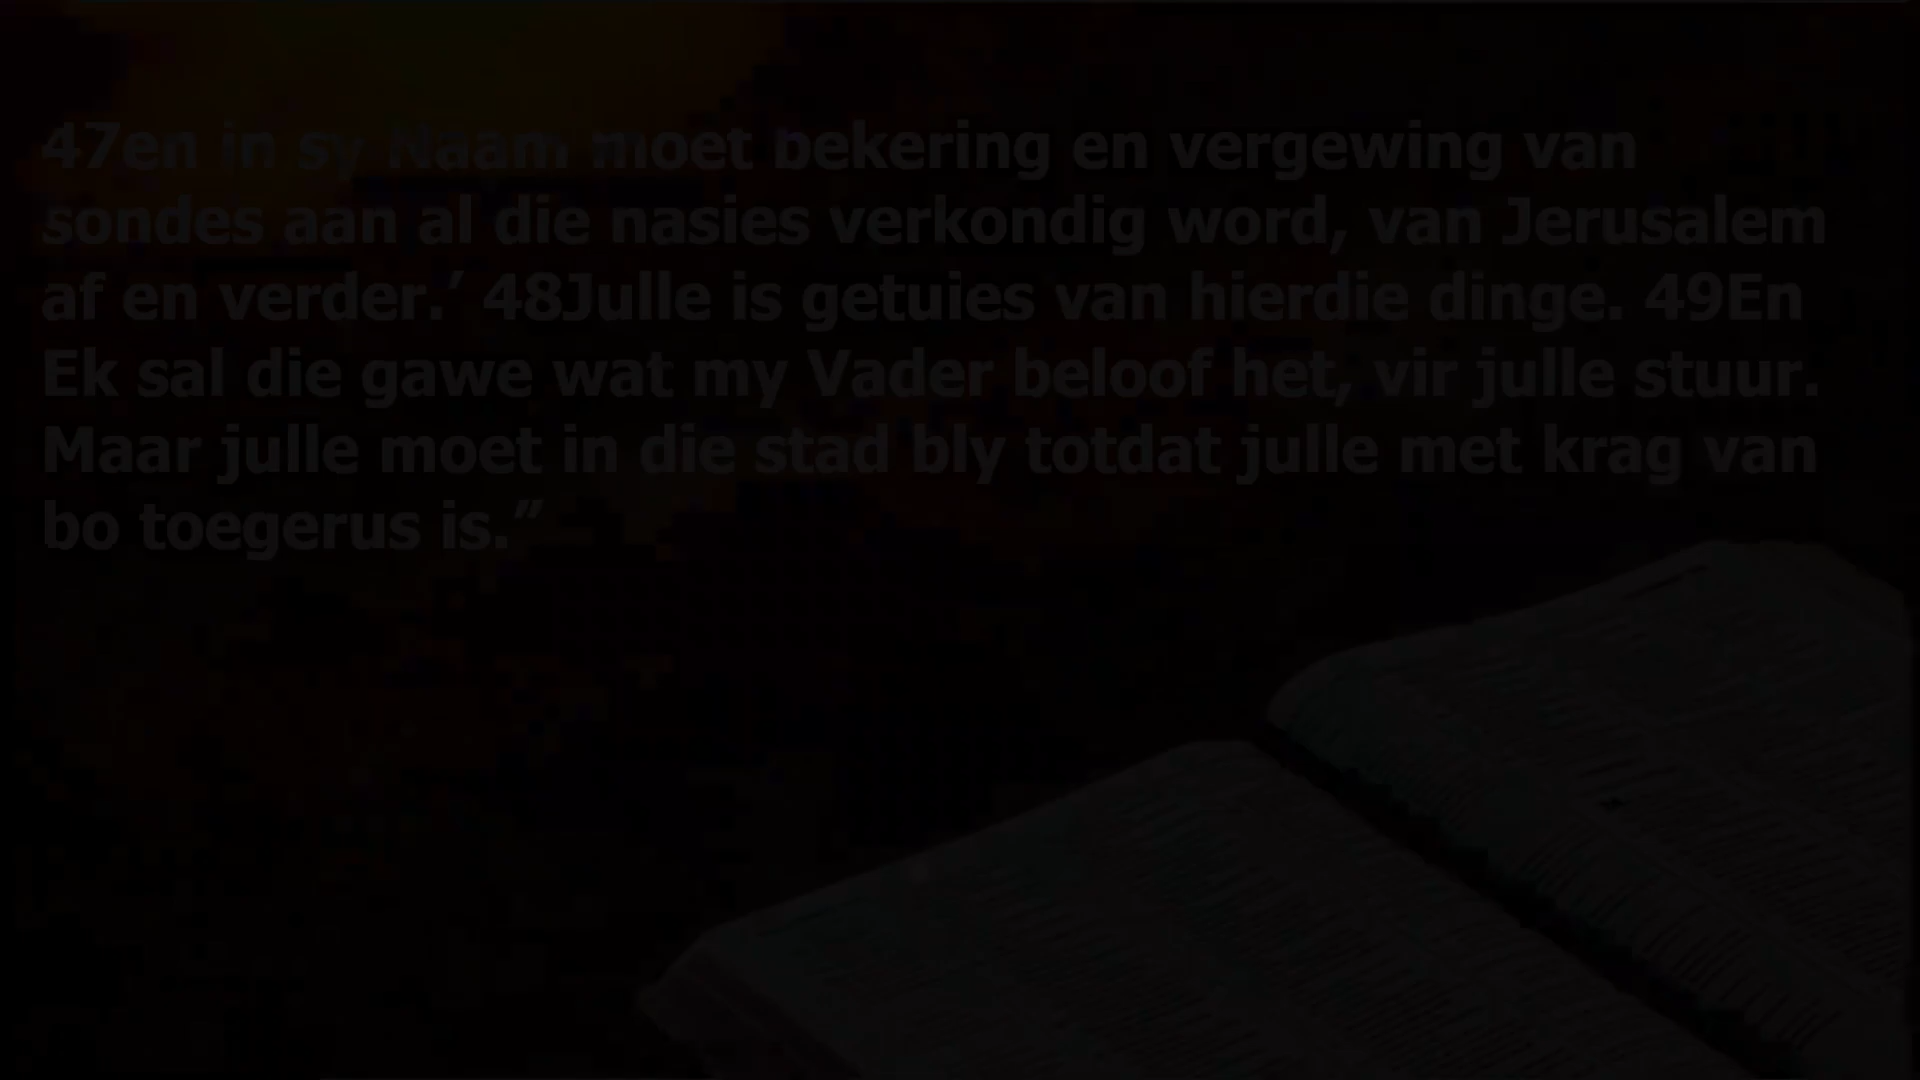 47en in sy Naam moet bekering en vergewing van
sondes aan al die nasies verkondig word, van Jerusalem
af en verder.’ 48Julle is getuies van hierdie dinge. 49En
Ek sal die gawe wat my Vader beloof het, vir julle stuur.
Maar julle moet in die stad bly totdat julle met krag van
bo toegerus is.”